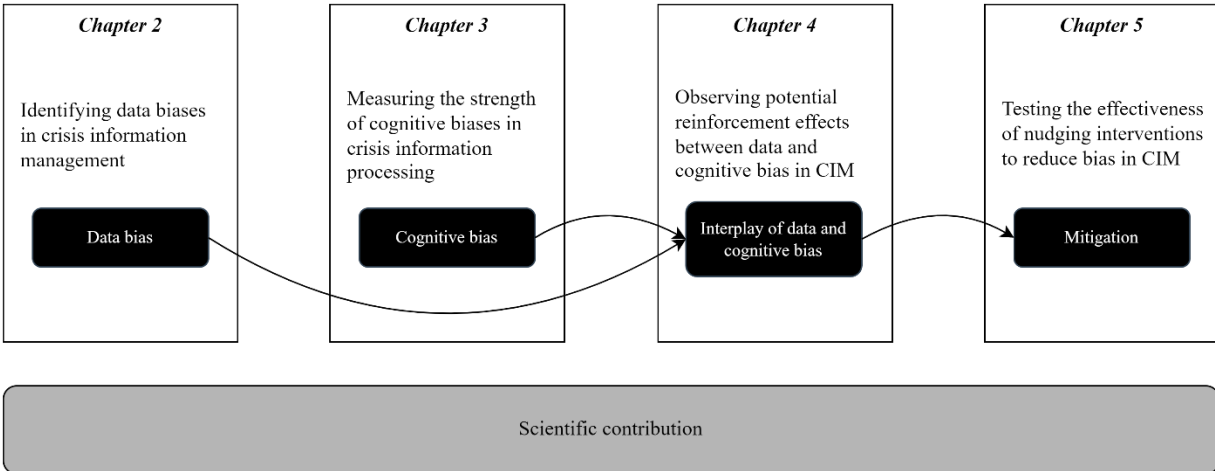 Chapter 2
Identifying data biases
in crisis information
management
Data bias
Chapter 3
Measuring the strength
of cognitive biases in
crisis information
processing
Cognitive bias
Chapter 4
Observing potential
reinforcement effects
between data and
cognitive bias in CIM
Interplay of data and
cognitive bias
Chapter 5
Testing the effectiveness
of nudging interventions
to reduce bias in CIM
Mitigation
Scientific contribution